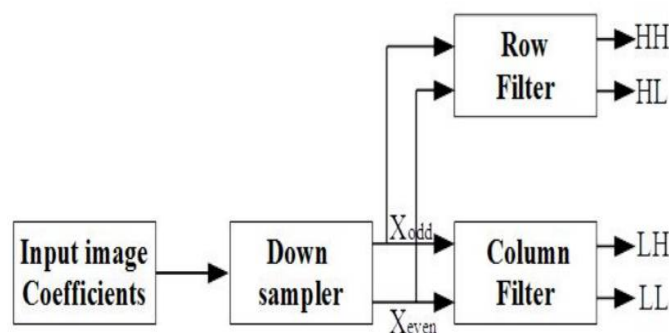 Row
Filter
HH
HL
Input image
Coefficients
Down
sampler
Xodd
Xeven
Column
Filter
LH
LL